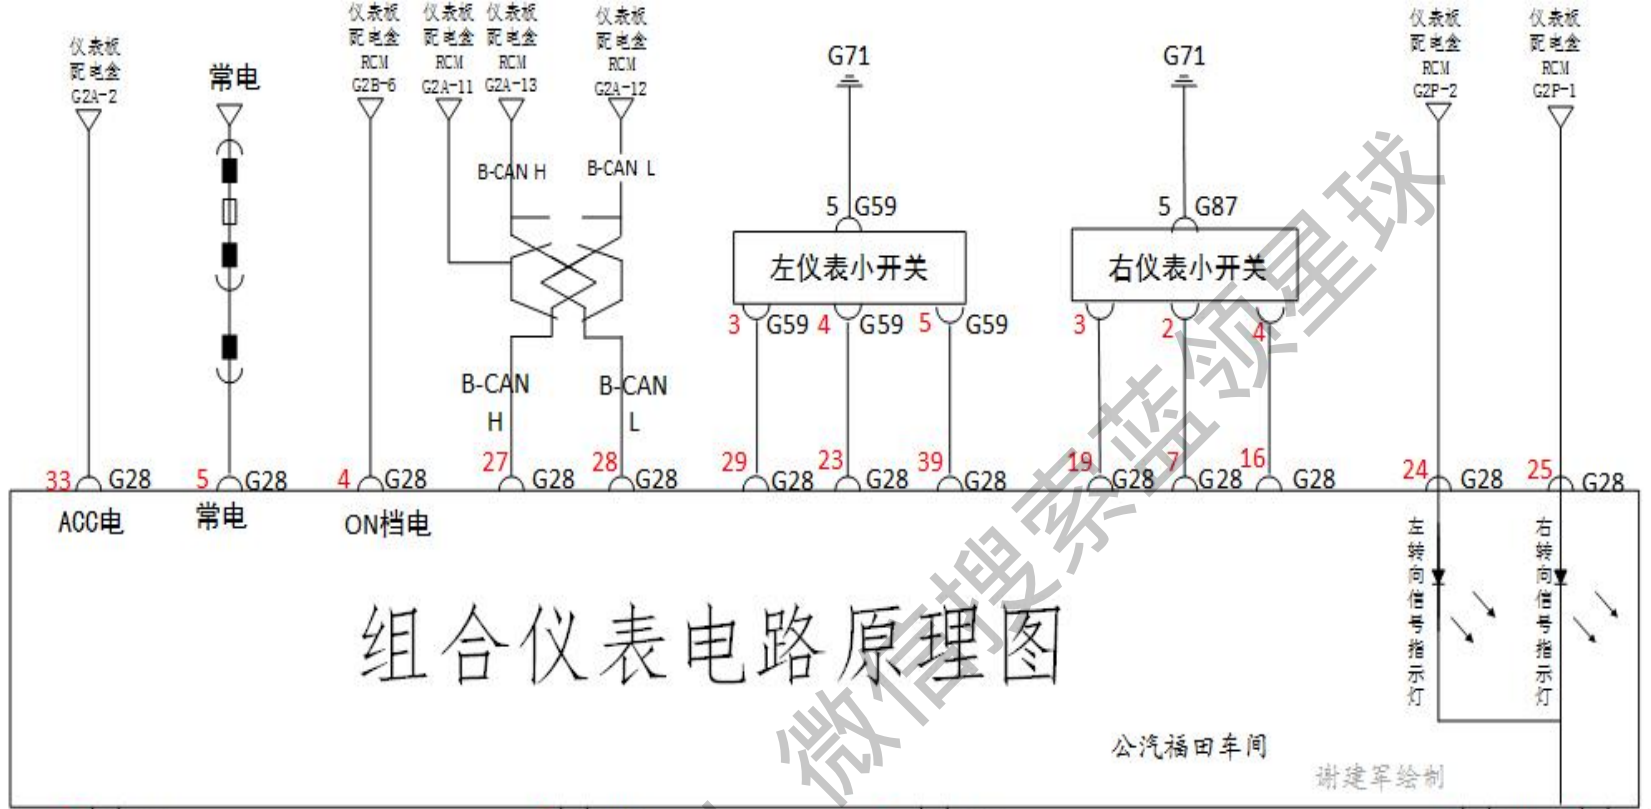 仪表板
配电盒
G2A-2
常电
仪表板
配电盒
RCM
G2B-6
仪表板
配电盒
RCM
G2A-11
仪表板
配电盒
RCM
G2A-13
仪表板
配电盒
RCM
G2A-12
G71
G71
仪表板
配电盒
RCM
G2P-2
仪表板
配电盒
RCM
G2P-1
B-CAN H
B-CAN L
5 G59
5 G87
左仪表小开关
右仪表小开关
3 G59 4 G59 5 G59
3 2 4
B-CAN
H
B-CAN
L
33 G28
5 G28
4 G28
27 G28
28 G28
29 G28
23 G28
39 G28
19 G28
7 G28
16 G28
24 G28
25 G28
ACC电
常电
ON档电
左转向信号指示灯
右转向信号指示灯
组合仪表电路原理图
公汽福田车间
谢建军绘制
微信搜索蓝领星球